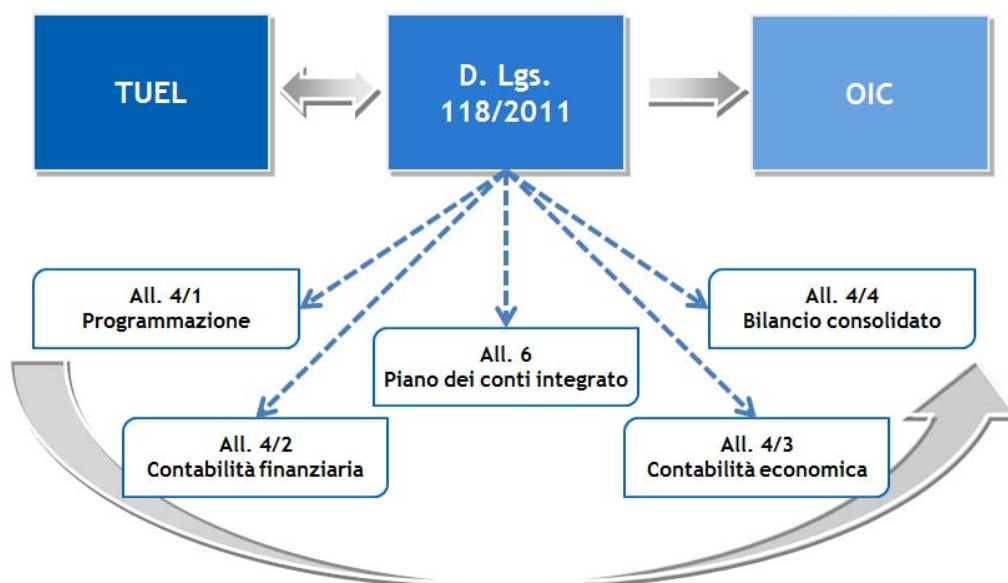 TUEL
D. Lgs.
118/2011
OIC
All. 4/1
Programmazione
All. 4/4
Bilancio consolidato
All. 6
Piano dei conti integrato
All. 4/2
Contabilità finanziaria
All. 4/3
Contabilità economica